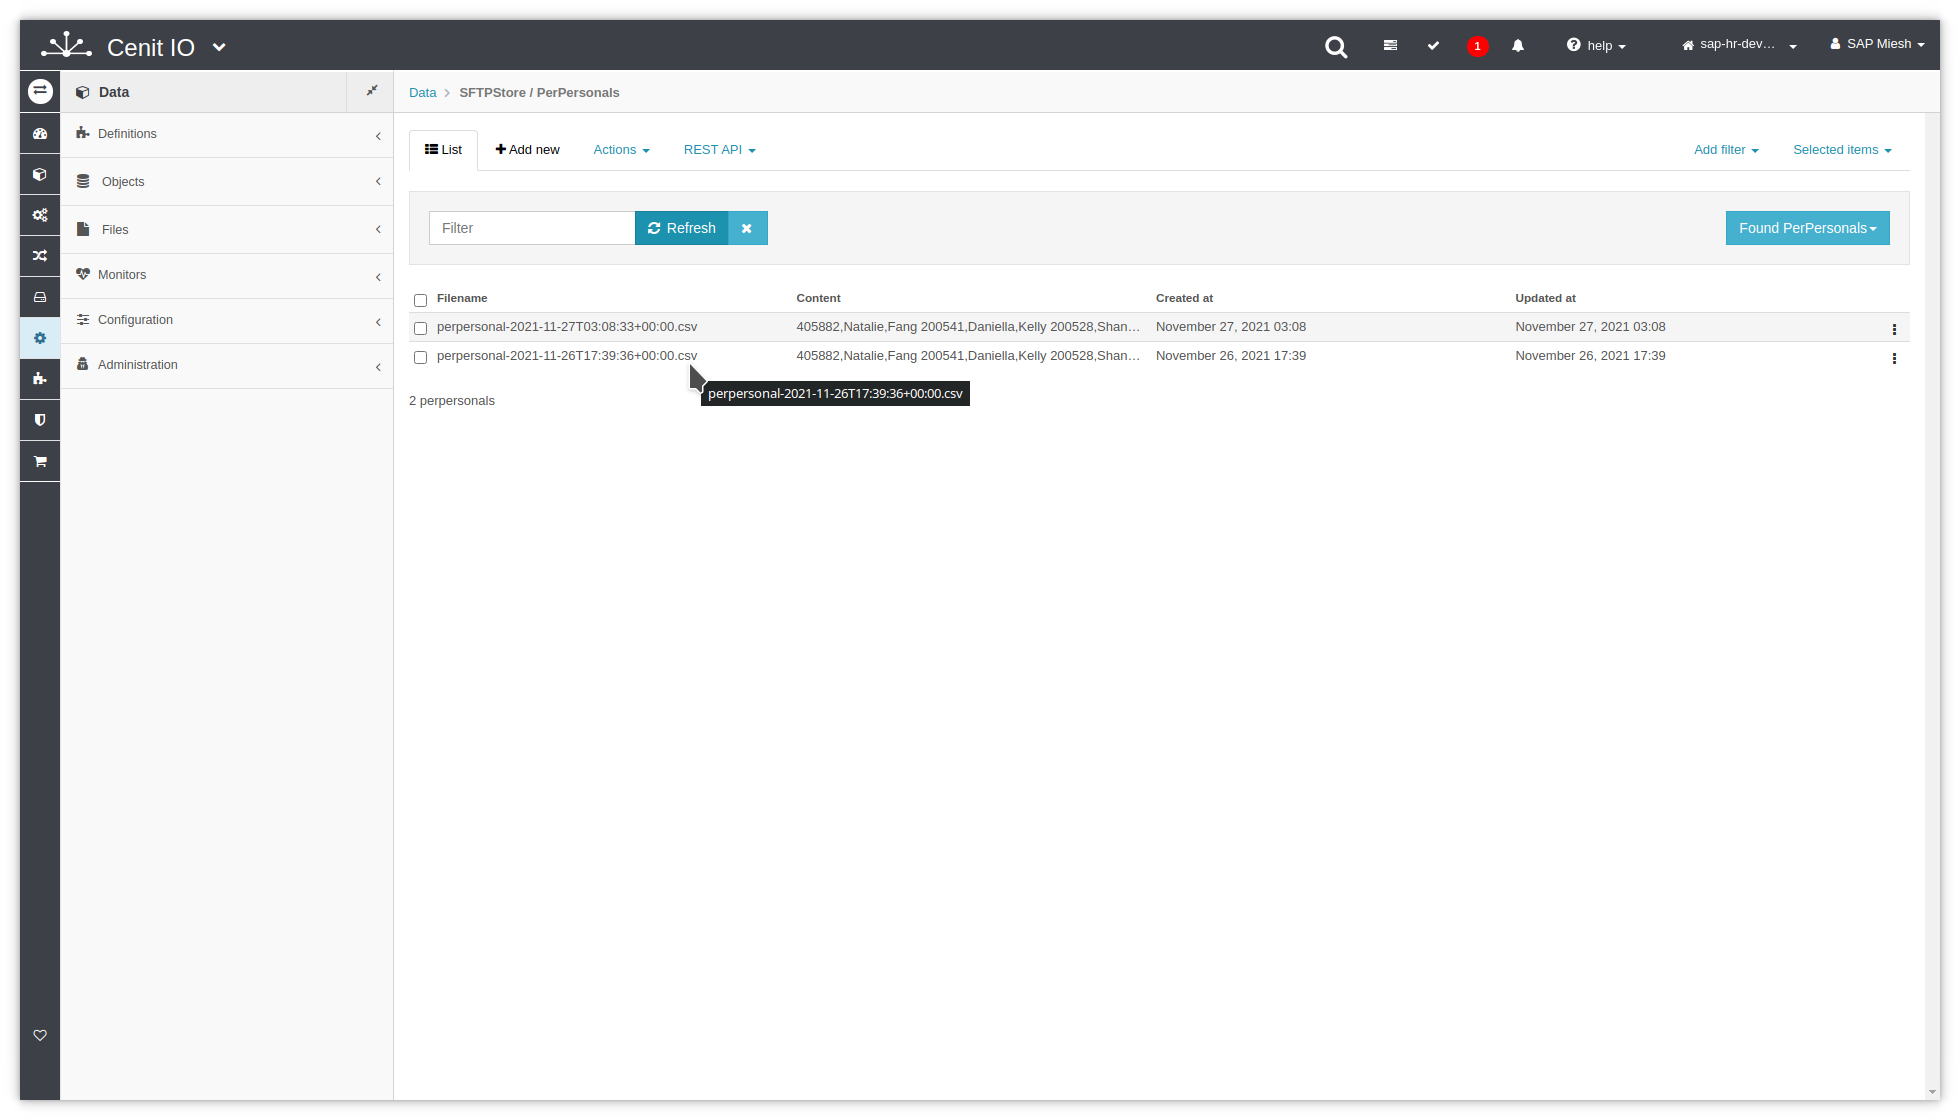 Cenit IO
1
help
sap-hr-dev...
SAP Miesh
Data
Data
SFTPStore / PerPersonals
Definitions
Objects
Files
Monitors
Configuration
Administration
List
Add new
Actions
REST API
Add filter
Selected items
Filter
Refresh
Found PerPersonals
Filename Content Created at Updated at
perpersonal-2021-11-27T03:08:33+00:00.csv 405882,Natalie,Fang 200541,Daniella,Kelly 200528,Shan... November 27, 2021 03:08 November 27, 2021 03:08
perpersonal-2021-11-26T17:39:36+00:00.csv 405882,Natalie,Fang 200541,Daniella,Kelly 200528,Shan... November 26, 2021 17:39 November 26, 2021 17:39
perpersonal-2021-11-26T17:39:36+00:00.csv
2 perpersonals